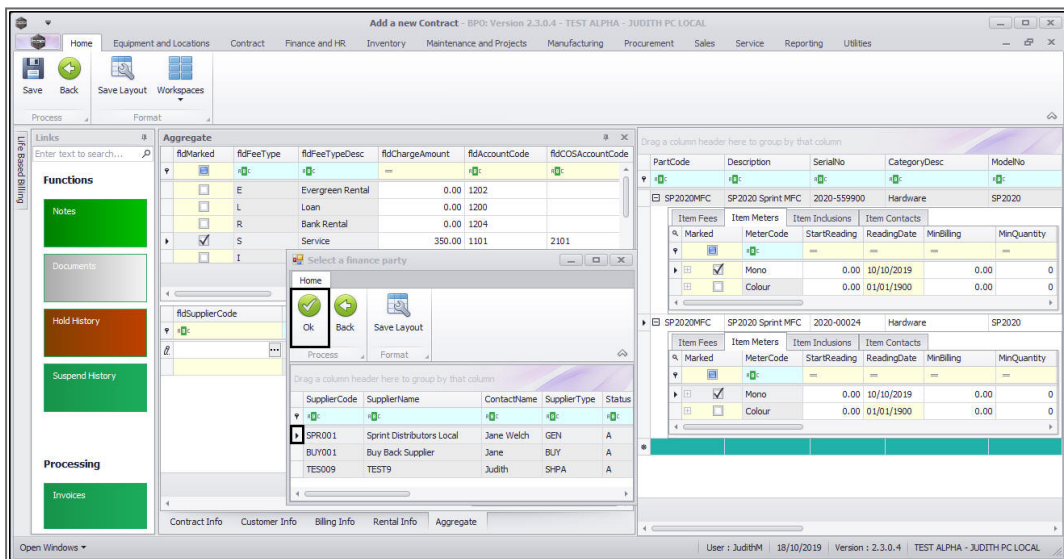 Add a new Contract - BPO: Version 2.3.0.4 - TEST ALPHA - JUDITH PC LOCAL
Home Equipment and Locations Contract Finance and HR Inventory Maintenance and Projects Manufacturing Procurement Sales Service Reporting Utilities
Save Back Save Layout Workspaces
Process Format
Life Based Billing
Links
Enter text to search...
Functions
Notes
Documents
Hold History
Suspend History
Processing
Invoices
Aggregate
fldMarked fldFeeType fldFeeTypeDesc fldChargeAmount fldAccountCode fldCOSAccountCode
E Evergreen Rental 0.00 1202
L Loan 0.00 1200
R Bank Rental 0.00 1204
S Service 350.00 1101 2101
I
fldSupplierCode
Select a finance party
Home
Ok Back Save Layout
Process Format
Drag a column header here to group by that column
SupplierCode SupplierName ContactName SupplierType Status
SPR001 Sprint Distributors Local Jane Welch GEN A
BUY001 Buy Back Supplier Jane BUY A
TES009 TEST9 Judith SHPA A
Contract Info Customer Info Billing Info Rental Info Aggregate
Drag a column header here to group by that column
PartCode Description SerialNo CategoryDesc ModelNo
SP2020MFC SP2020 Sprint MFC 2020-559900 Hardware SP2020
Item Fees Item Meters Item Inclusions Item Contacts
Marked MeterCode StartReading ReadingDate MinBilling MinQuantity
Mono 0.00 10/10/2019 0.00 0
Colour 0.00 01/01/1900 0.00 0
SP2020MFC SP2020 Sprint MFC 2020-00024 Hardware SP2020
Item Fees Item Meters Item Inclusions Item Contacts
Marked MeterCode StartReading ReadingDate MinBilling MinQuantity
Mono 0.00 10/10/2019 0.00 0
Colour 0.00 01/01/1900 0.00 0
Open Windows User : JudithM 18/10/2019 Version : 2.3.0.4 TEST ALPHA - JUDITH PC LOCAL